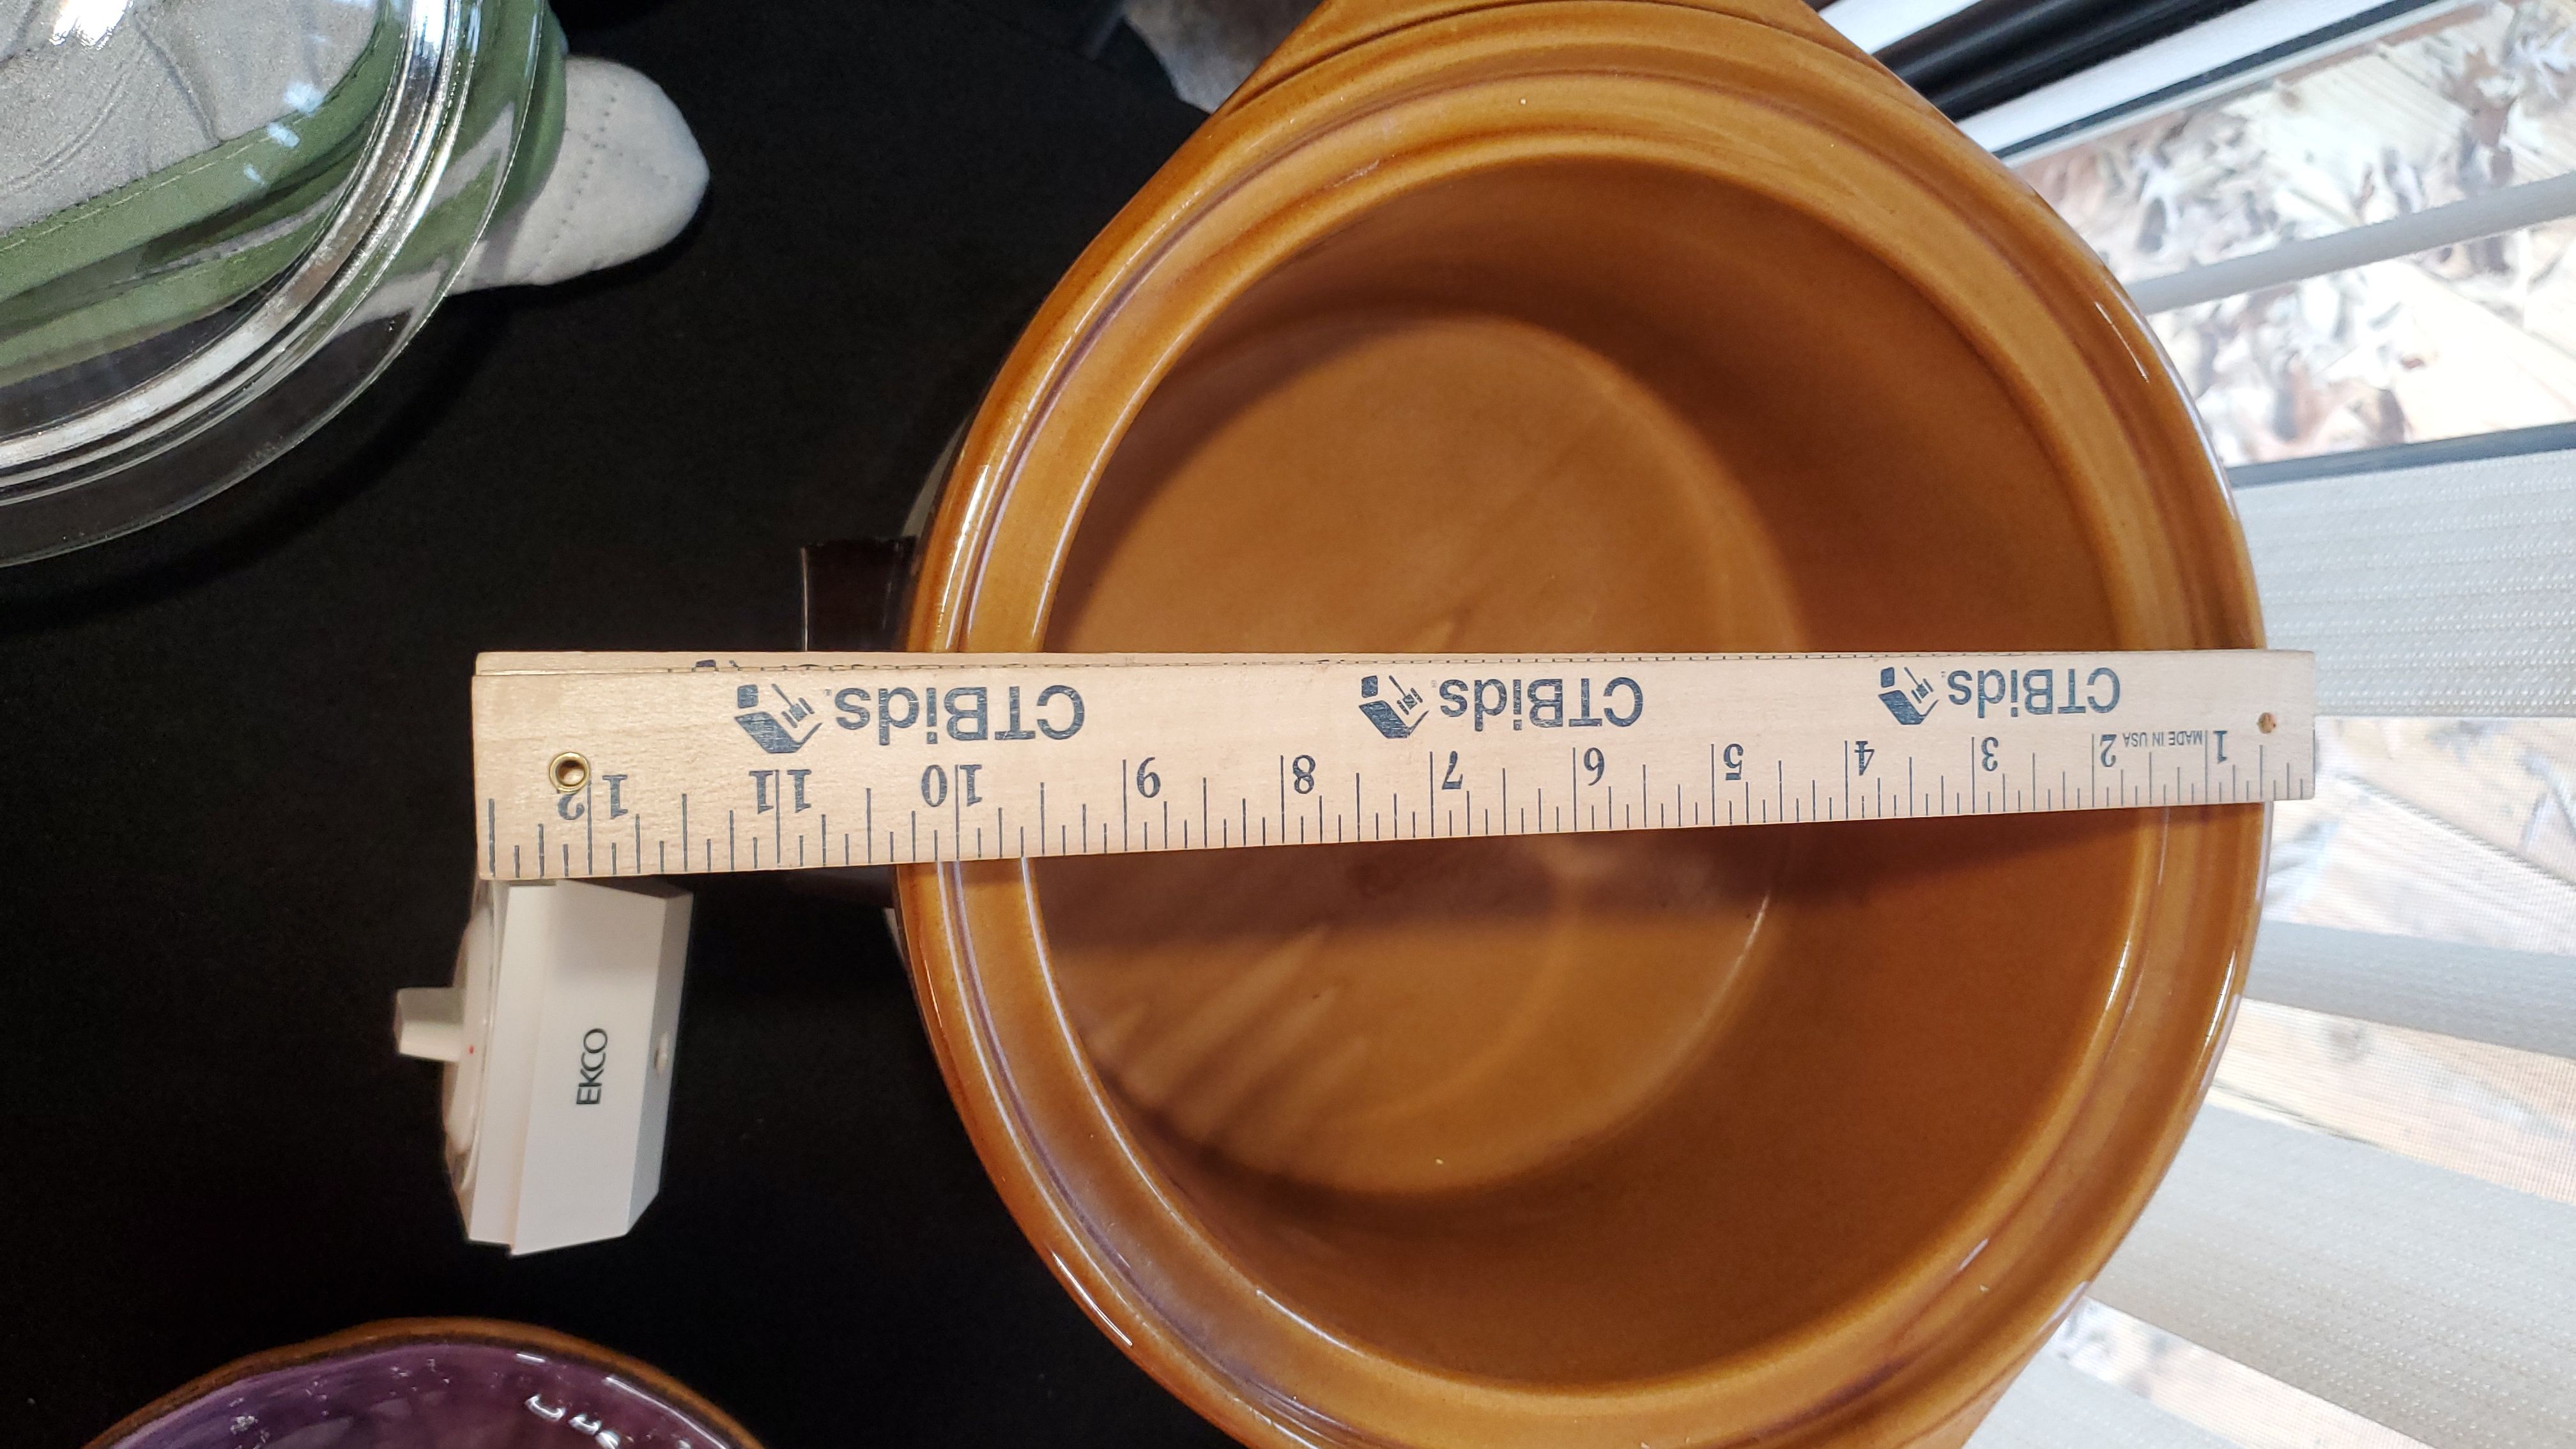 CTBids
CTBids
CTBids
MADE IN USA
1 2 3 4 5 6 7 8 9 10 11 12
EKCO